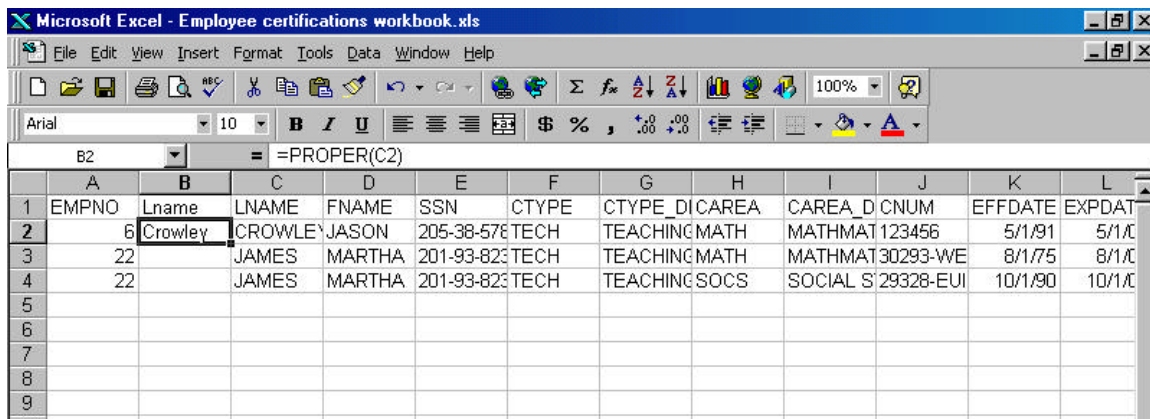 Microsoft Excel - Employee certifications workbook.xls
File Edit View Insert Format Tools Data Window Help
100%
Arial 10 B I U $ % ,
B2 = =PROPER(C2)
A B C D E F G H I J K L
1 EMPNO Lname LNAME FNAME SSN CTYPE CTYPE_DI CAREA CAREA_D CNUM EFFDATE EXPDAT
2 6 Crowley CROWLEY JASON 205-38-578 TECH TEACHING MATH MATHMAT 123456 5/1/91 5/1/0
3 22 JAMES MARTHA 201-93-823 TECH TEACHING MATH MATHMAT 30293-WE 8/1/75 8/1/0
4 22 JAMES MARTHA 201-93-823 TECH TEACHING SOCS SOCIAL S 29328-EUI 10/1/90 10/1/0
5
6
7
8
9